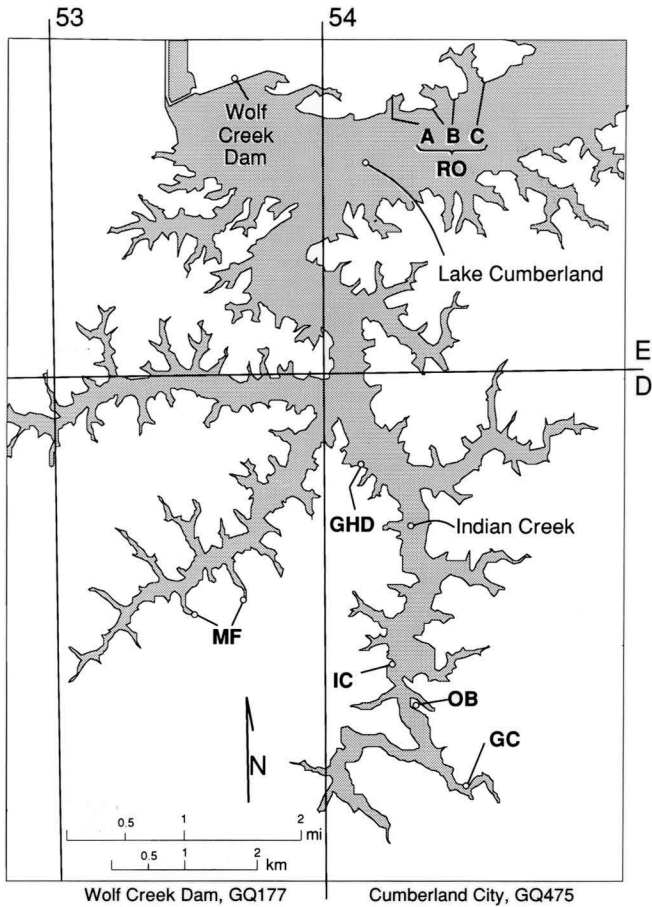 53
54
Wolf
Creek
Dam
A B C
RO
Lake Cumberland
E
D
GHD
Indian Creek
MF
IC
OB
GC
N
0.5 1 2
mi
0.5 1 2
km
Wolf Creek Dam, GQ177
Cumberland City, GQ475